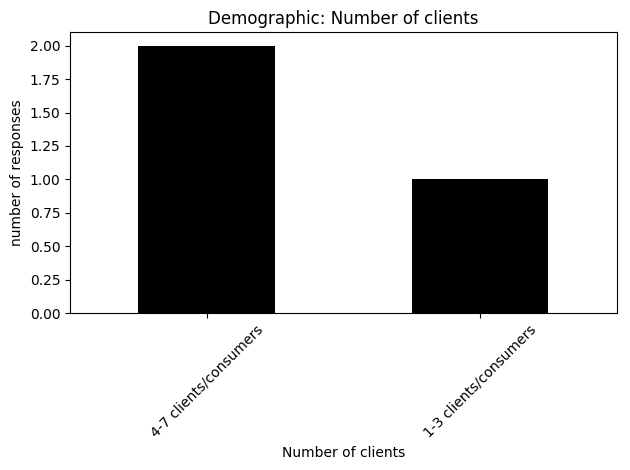 Demographic: Number of clients
number of responses
2.00
1.75
1.50
1.25
1.00
0.75
0.50
0.25
0.00
4-7 clients/consumers
1-3 clients/consumers
Number of clients